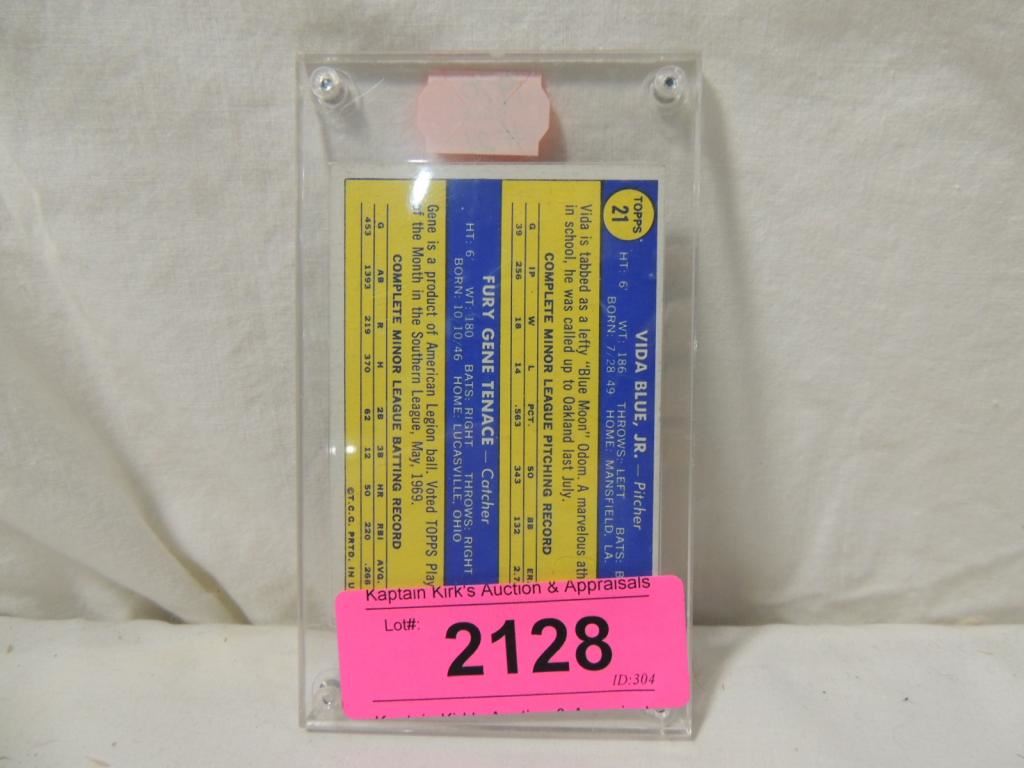 TOPPS
21
VIDA BLUE, JR. — Pitcher
HT: 6' WT: 186 THROWS: LEFT BATS:
BORN: 7/28/49 HOME: MANSFIELD, LA.
Vida is tabbed as a lefty "Blue Moon" Odom. A marvelous
in school, he was called up to Oakland last July.
COMPLETE MINOR LEAGUE PITCHING RECORD
G IP W L PCT. SO BB
39 256 18 14 .563 343 132
FURY GENE TENACE — Catcher
HT: 6' WT: 180 BATS: RIGHT THROWS: RIGHT
BORN: 10/10/46 HOME: LUCASVILLE, OHIO
Gene is a product of American Legion ball. Voted TOPPS
of the Month in the Southern League, May, 1969.
COMPLETE MINOR LEAGUE BATTING RECORD
G AB R H 2B 3B HR RBI AVG.
453 1393 219 370 62 12 50 220 .266
©T.C.G. PRTD. IN
Kaptain Kirk's Auction & Appraisals
Lot#:
2128
ID:304